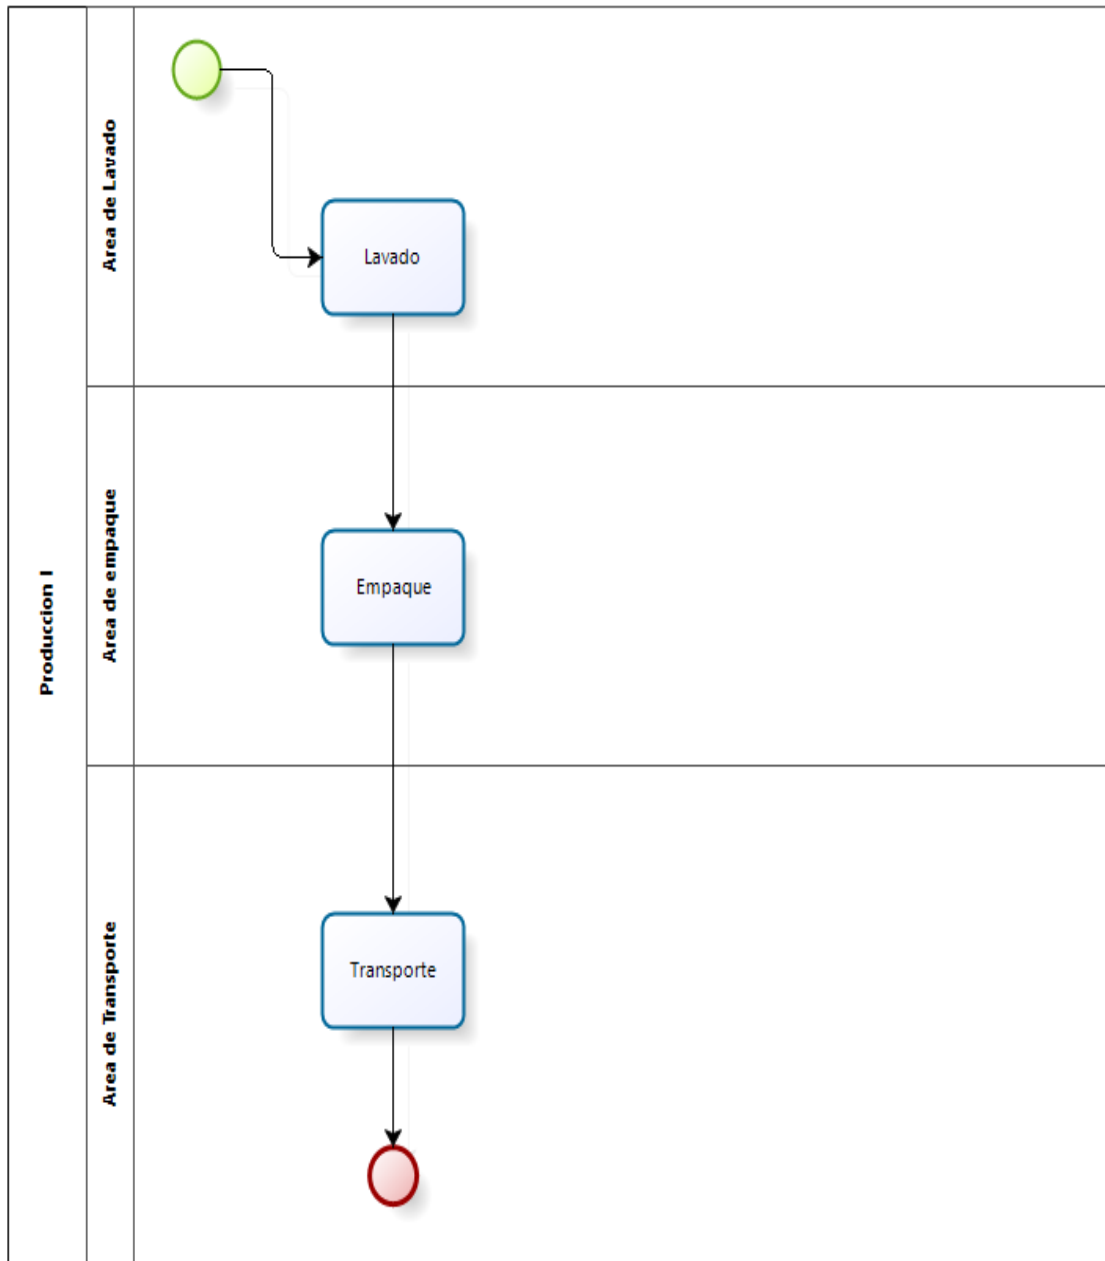 Produccion I
Area de Lavado
Lavado
Area de empaque
Empaque
Area de Transporte
Transporte